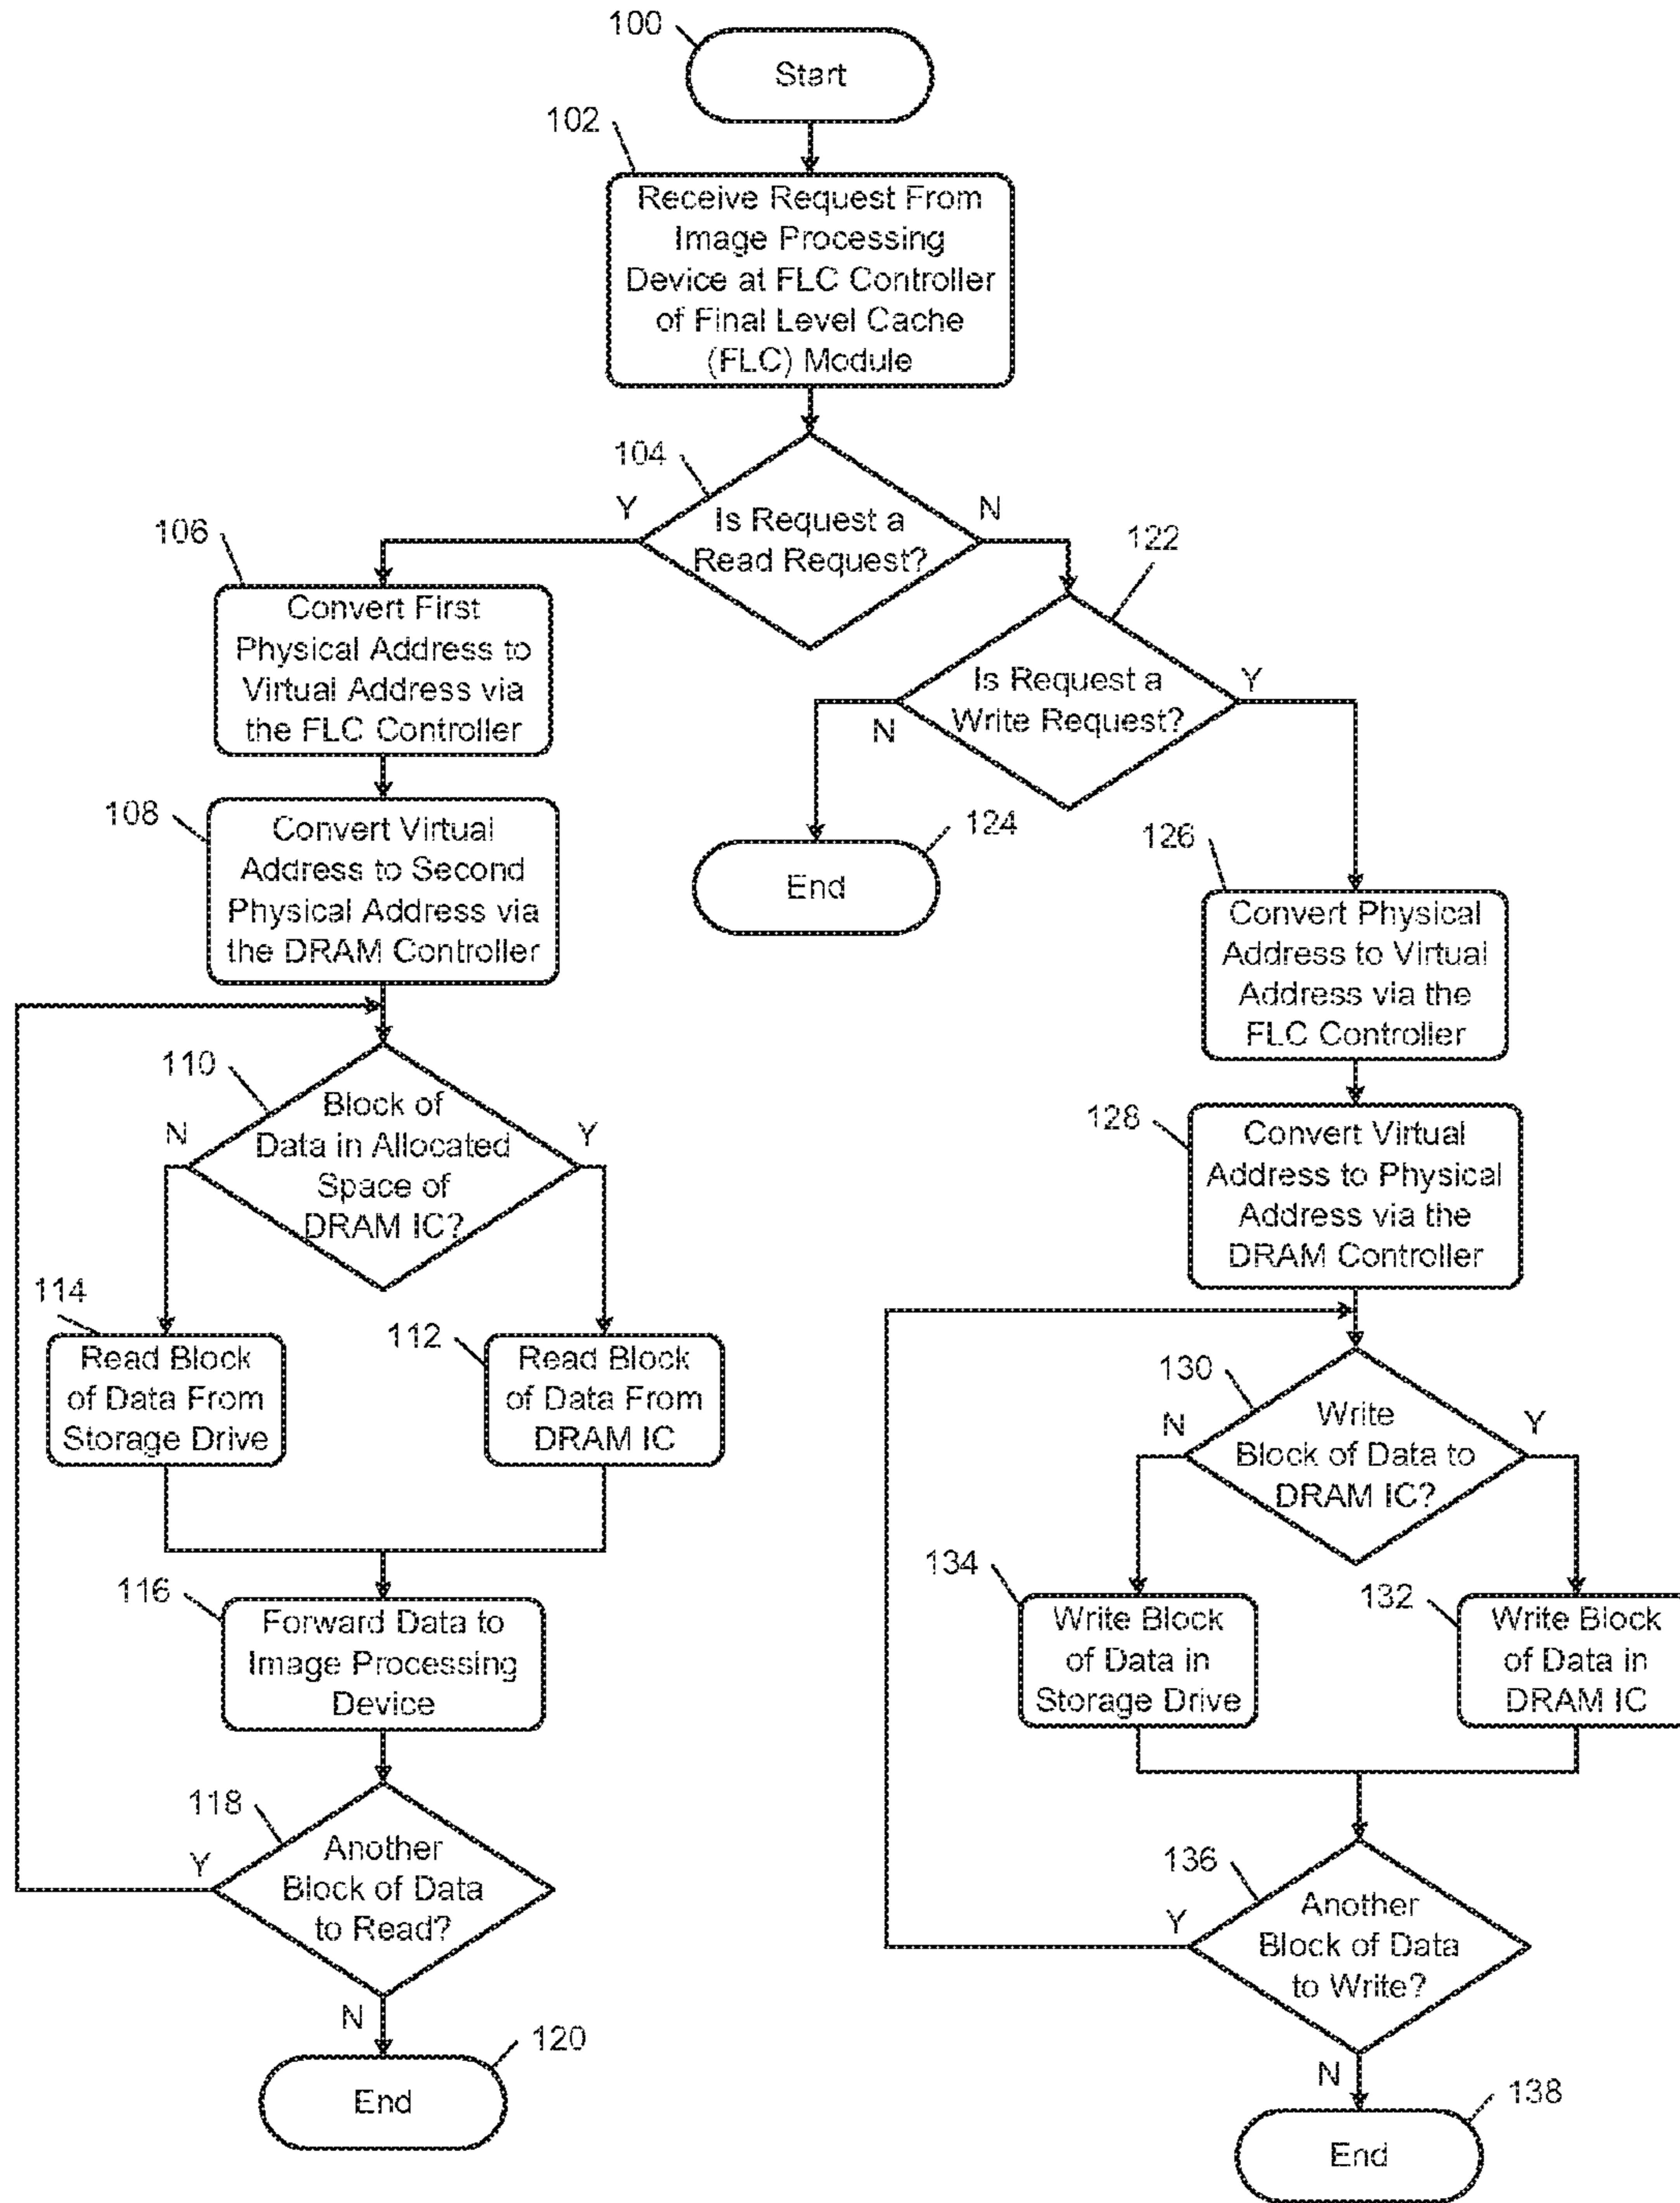 100
Start
102
Receive Request From
Image Processing
Device at FLC Controller
of Final Level Cache
(FLC) Module
104
Y
N
Is Request a
Read Request?
106
Convert First
Physical Address to
Virtual Address via
the FLC Controller
122
Is Request a
Write Request?
N
Y
108
Convert Virtual
Address to Second
Physical Address via
the DRAM Controller
124
End
126
Convert Physical
Address to Virtual
Address via the
FLC Controller
110
N
Y
Block of
Data in Allocated
Space of
DRAM IC?
128
Convert Virtual
Address to Physical
Address via the
DRAM Controller
114
Read Block
of Data From
Storage Drive
112
Read Block
of Data From
DRAM IC
130
N
Y
Write
Block of Data to
DRAM IC?
116
Forward Data to
Image Processing
Device
134
Write Block
of Data in
Storage Drive
132
Write Block
of Data in
DRAM IC
118
Y
Another
Block of Data
to Read?
N
136
Y
Another
Block of Data
to Write?
N
120
End
138
End